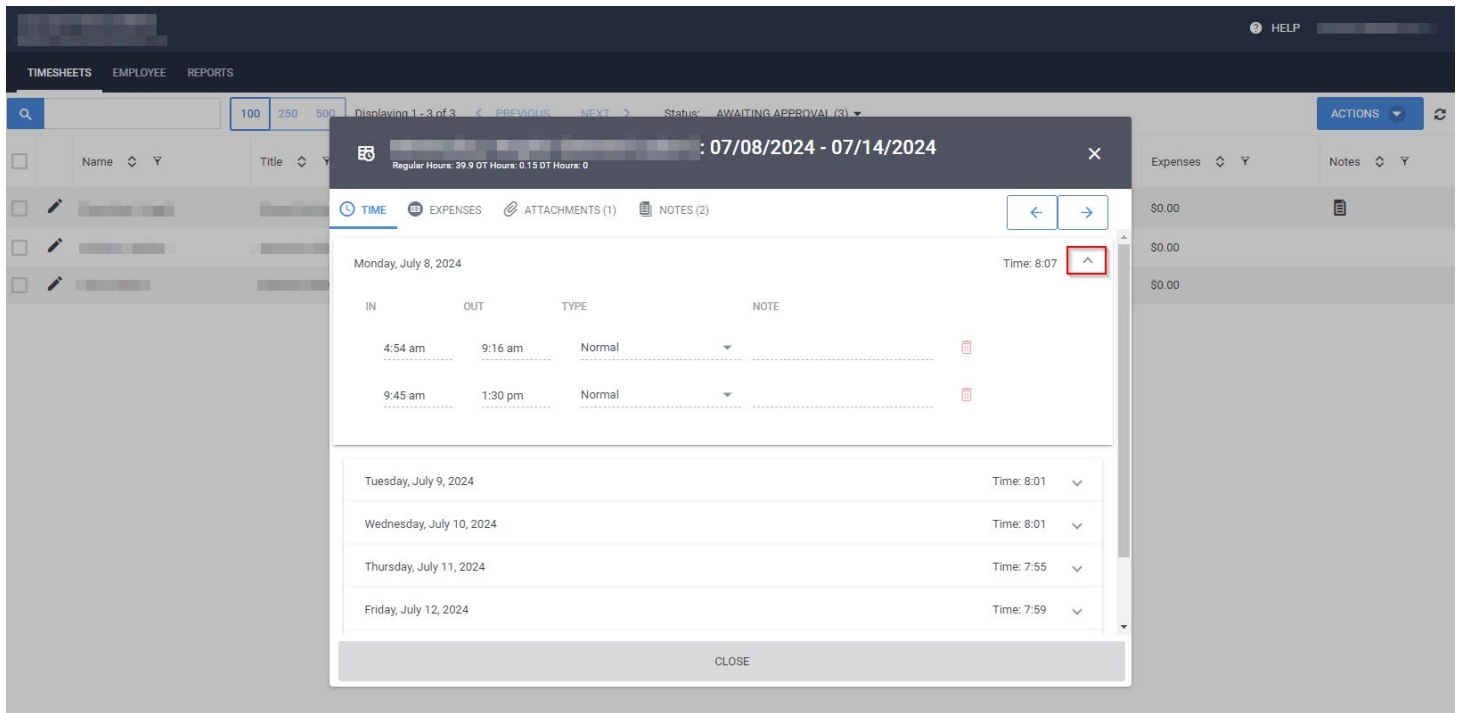 HELP
TIMESHEETS EMPLOYEE REPORTS
100 250 500 Displaying 1 - 3 of 3 PREVIOUS NEXT Status: AWAITING APPROVAL (3) ACTIONS
: 07/08/2024 - 07/14/2024
Regular Hours: 39.9 OT Hours: 0.15 DT Hours: 0
Name Title Expenses Notes
TIME EXPENSES ATTACHMENTS (1) NOTES (2)
$0.00
$0.00
$0.00
Monday, July 8, 2024 Time: 8:07
IN OUT TYPE NOTE
4:54 am 9:16 am Normal
9:45 am 1:30 pm Normal
Tuesday, July 9, 2024 Time: 8:01
Wednesday, July 10, 2024 Time: 8:01
Thursday, July 11, 2024 Time: 7:55
Friday, July 12, 2024 Time: 7:59
CLOSE